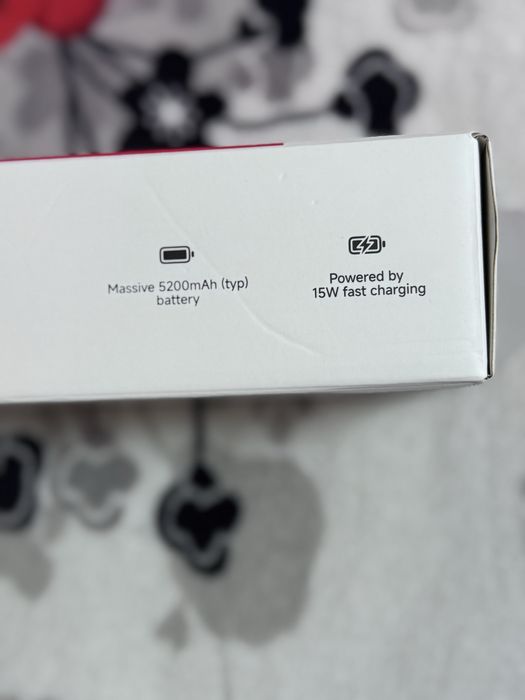 Massive 5200mAh (typ)
battery
Powered by
15W fast charging